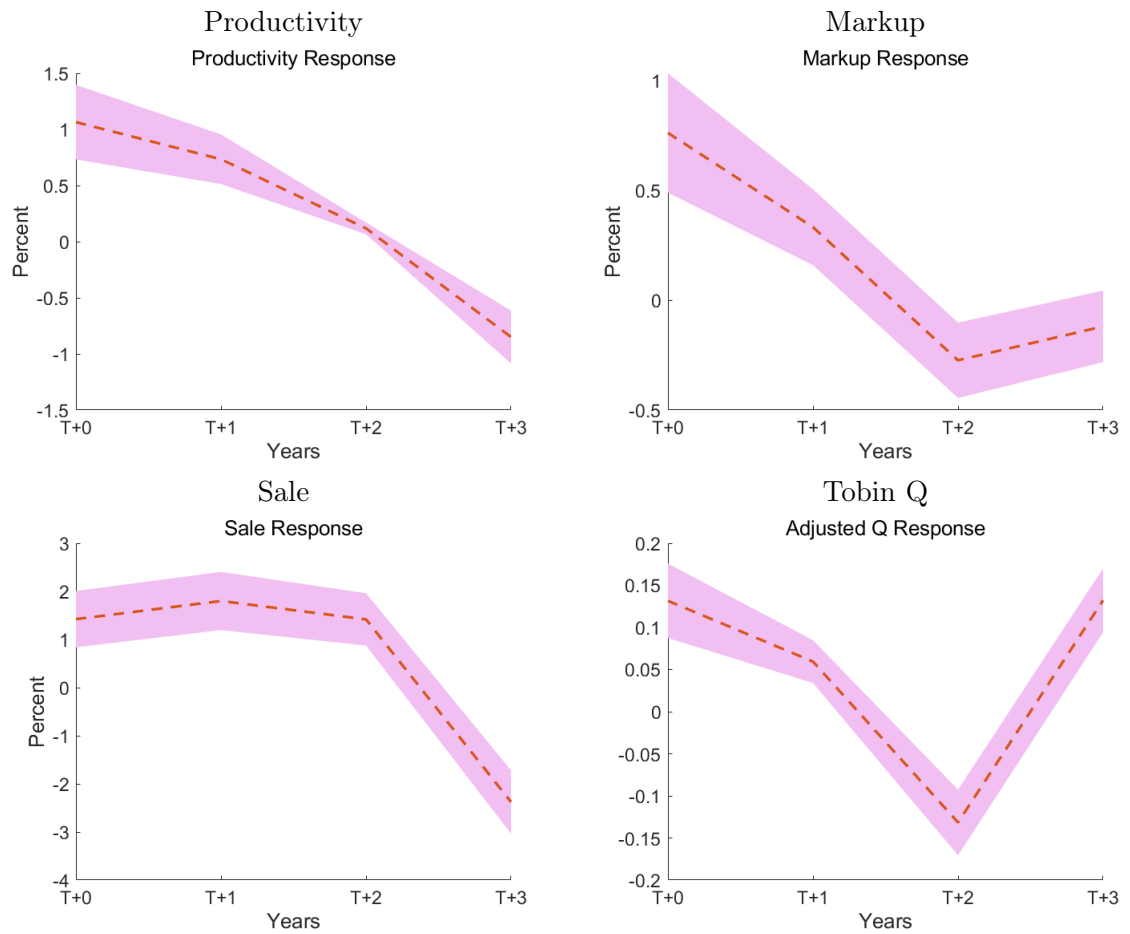 Productivity
Productivity Response
1.5
1
0.5
0
-0.5
-1
-1.5
Percent
T+0 T+1 T+2 T+3
Years
Markup
Markup Response
1
0.5
0
-0.5
Percent
T+0 T+1 T+2 T+3
Years
Sale
Sale Response
3
2
1
0
-1
-2
-3
-4
Percent
T+0 T+1 T+2 T+3
Years
Tobin Q
Adjusted Q Response
0.2
0.15
0.1
0.05
0
-0.05
-0.1
-0.15
-0.2
T+0 T+1 T+2 T+3
Years